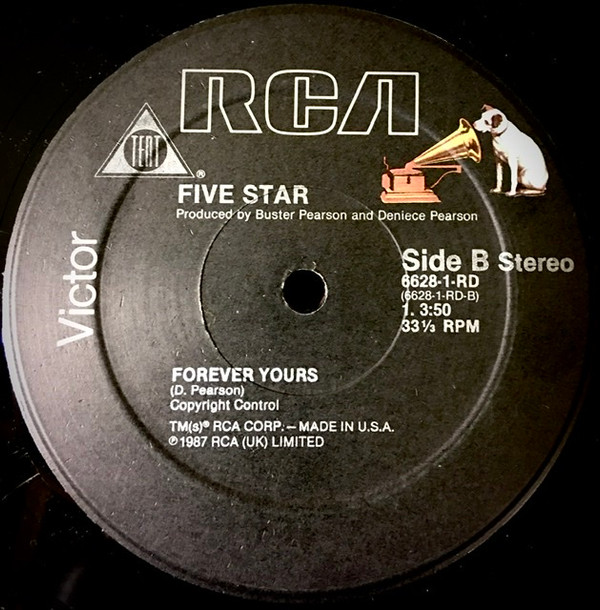 RCA
TENT
®
FIVE STAR
Produced by Buster Pearson and Deniece Pearson
Victor
Side B Stereo
6628-1-RD
(6628-1-RD-B)
1. 3:50
33⅓ RPM
FOREVER YOURS
(D. Pearson)
Copyright Control
TM(s)® RCA CORP.—MADE IN U.S.A.
℗1987 RCA (UK) LIMITED